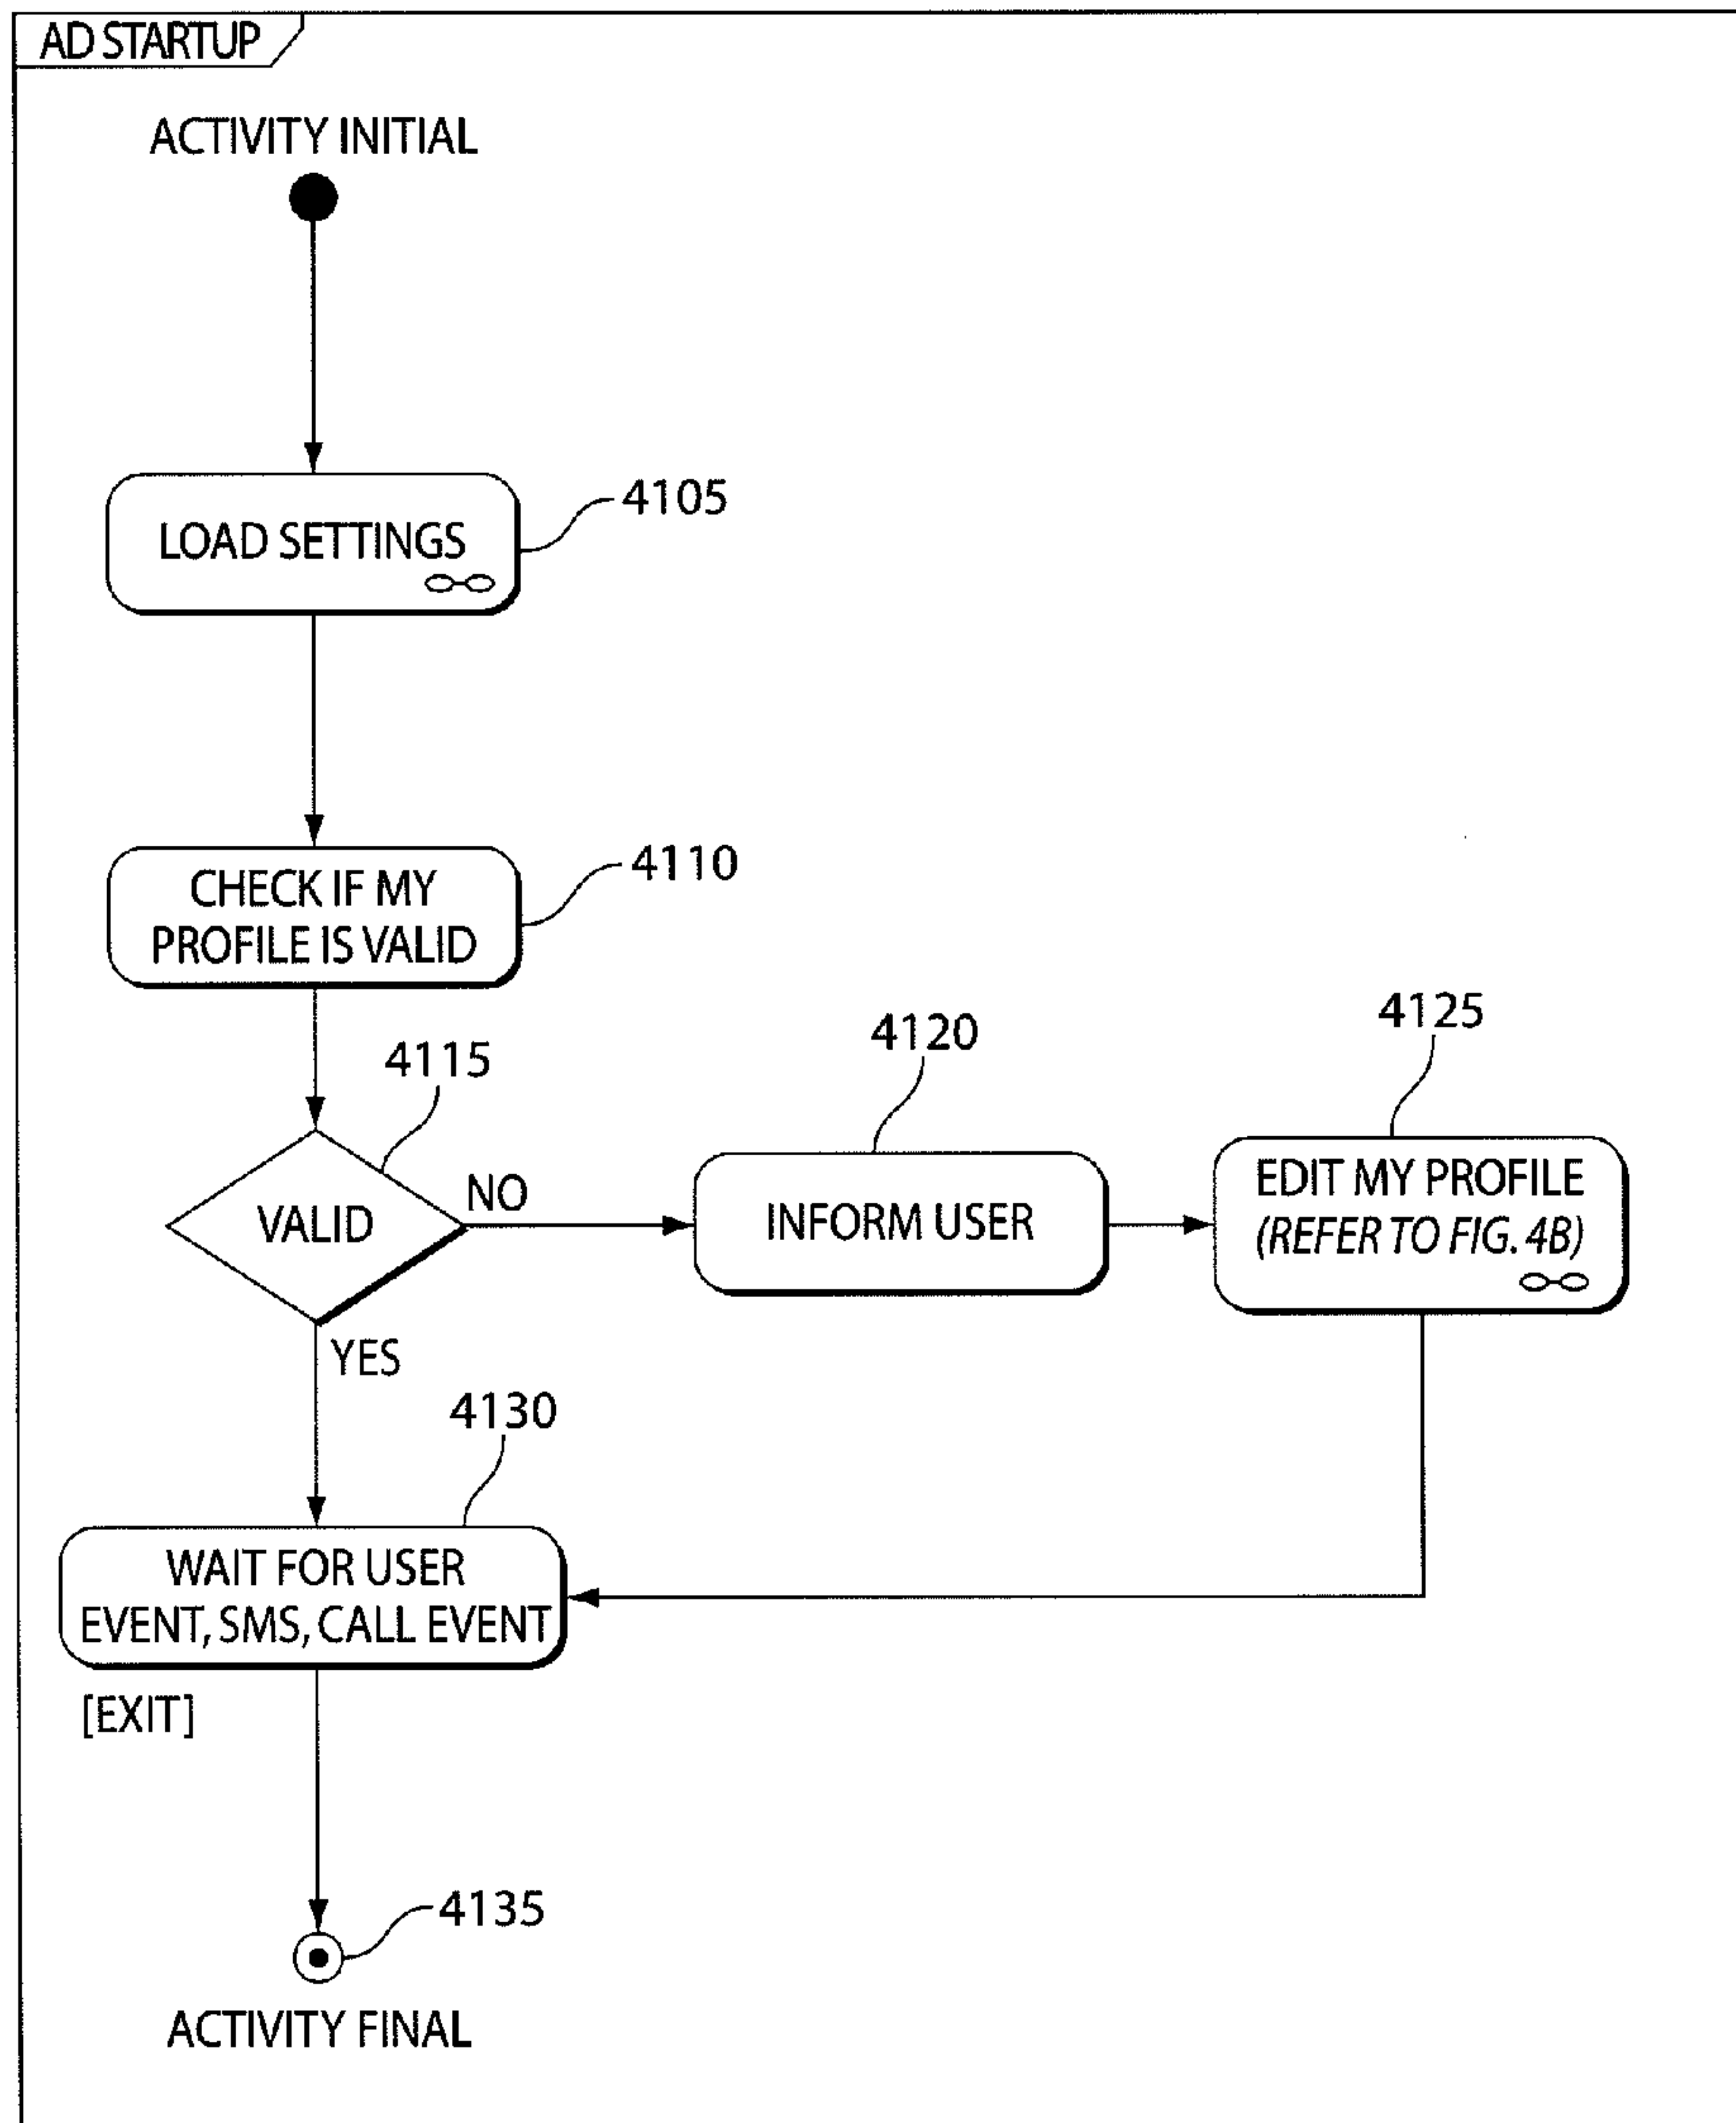 AD STARTUP
ACTIVITY INITIAL
4105
LOAD SETTINGS
4110
CHECK IF MY
PROFILE IS VALID
4115
VALID
NO
YES
4120
INFORM USER
4125
EDIT MY PROFILE
(REFER TO FIG. 4B)
4130
WAIT FOR USER
EVENT, SMS, CALL EVENT
[EXIT]
4135
ACTIVITY FINAL